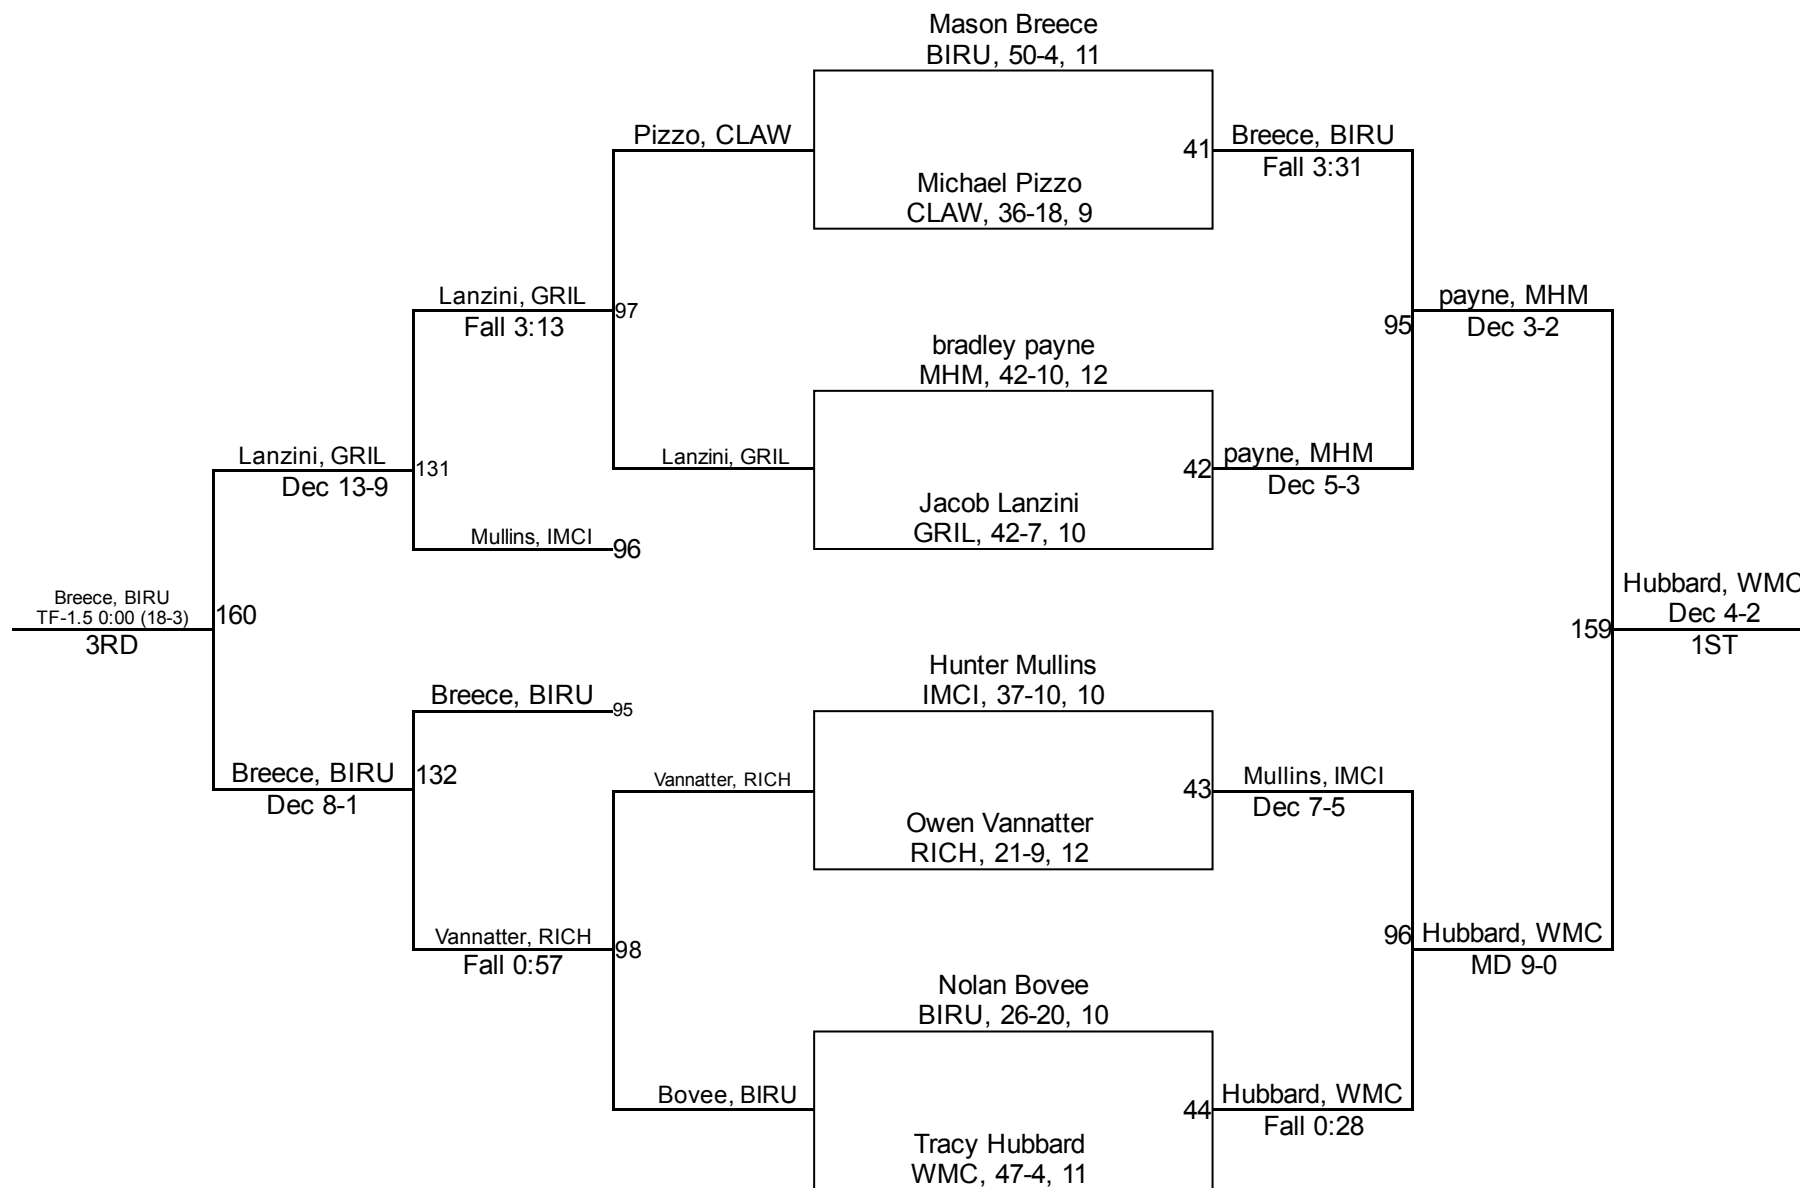 Mason Breece
BIRU, 50-4, 11
Pizzo, CLAW
41
Breece, BIRU
Fall 3:31
Michael Pizzo
CLAW, 36-18, 9
Lanzini, GRIL
Fall 3:13
97
payne, MHM
Dec 3-2
95
bradley payne
MHM, 42-10, 12
Lanzini, GRIL
Dec 13-9
131
Lanzini, GRIL
42
payne, MHM
Dec 5-3
Jacob Lanzini
GRIL, 42-7, 10
Mullins, IMCI
96
Breece, BIRU
TF-1.5 0:00 (18-3)
3RD
160
159
Hubbard, WMC
Dec 4-2
1ST
Hunter Mullins
IMCI, 37-10, 10
Breece, BIRU
95
Breece, BIRU
Dec 8-1
132
Vannatter, RICH
43
Mullins, IMCI
Dec 7-5
Owen Vannatter
RICH, 21-9, 12
Vannatter, RICH
Fall 0:57
98
96
Hubbard, WMC
MD 9-0
Nolan Bovee
BIRU, 26-20, 10
Bovee, BIRU
44
Hubbard, WMC
Fall 0:28
Tracy Hubbard
WMC, 47-4, 11